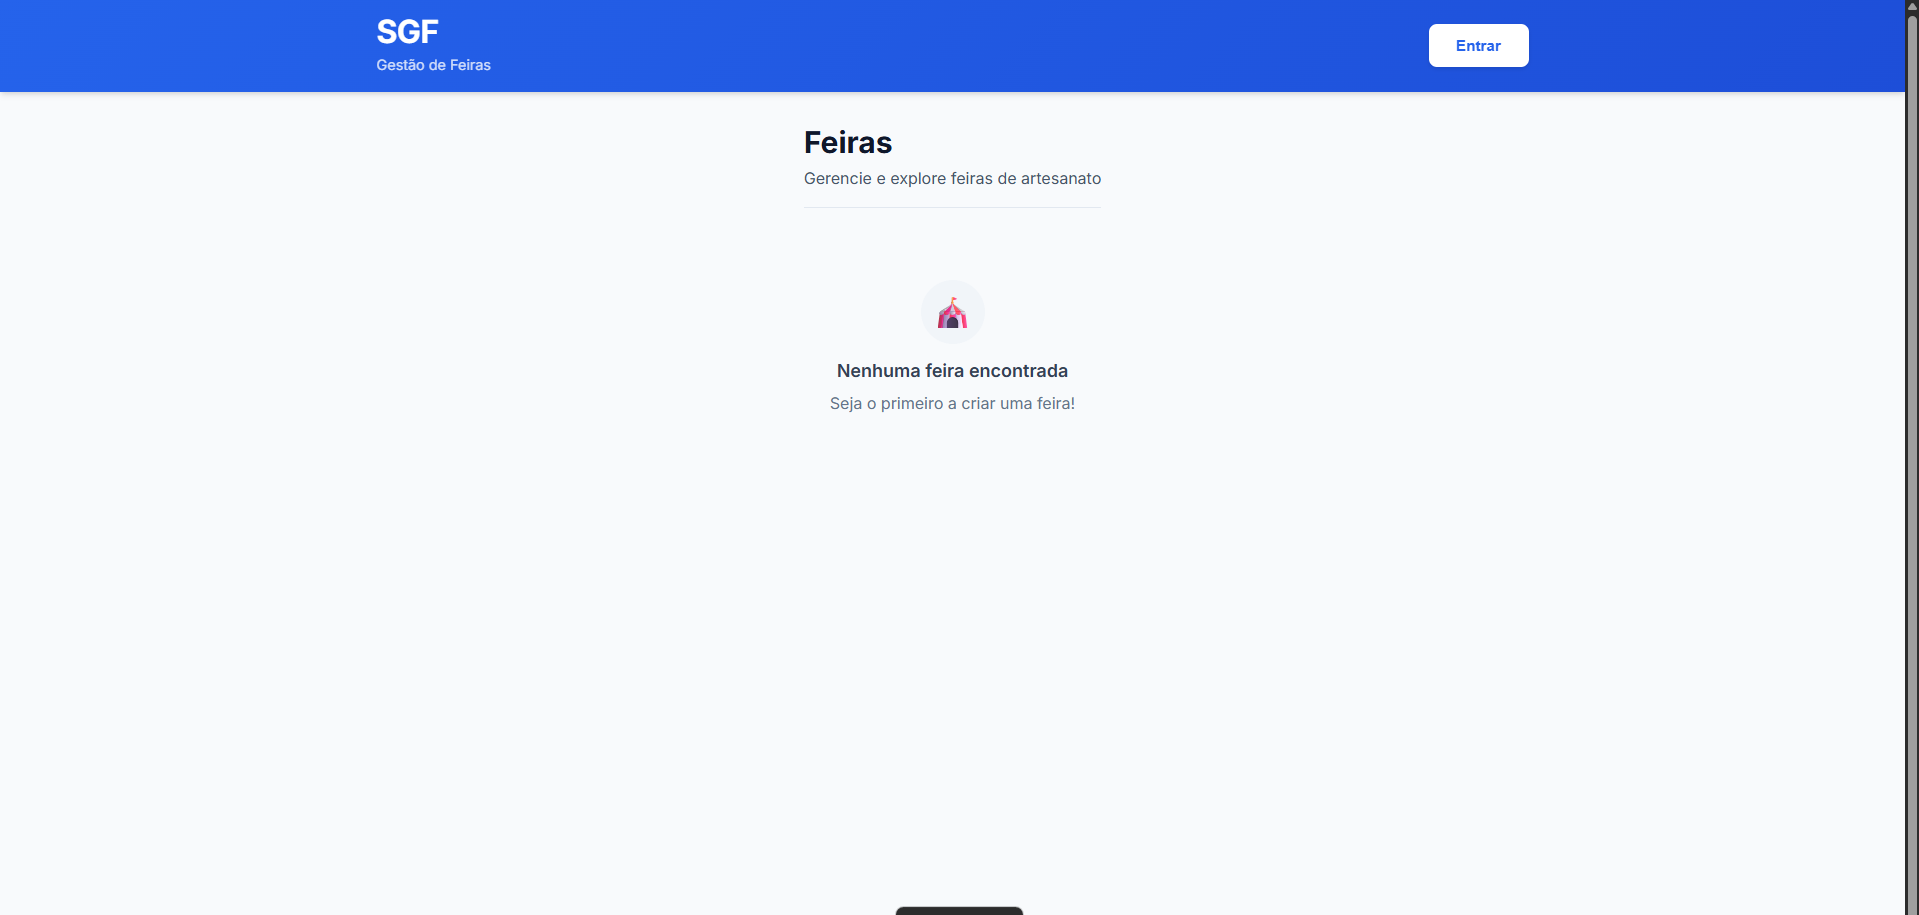 SGF
Gestão de Feiras
Entrar
Feiras
Gerencie e explore feiras de artesanato
Nenhuma feira encontrada
Seja o primeiro a criar uma feira!